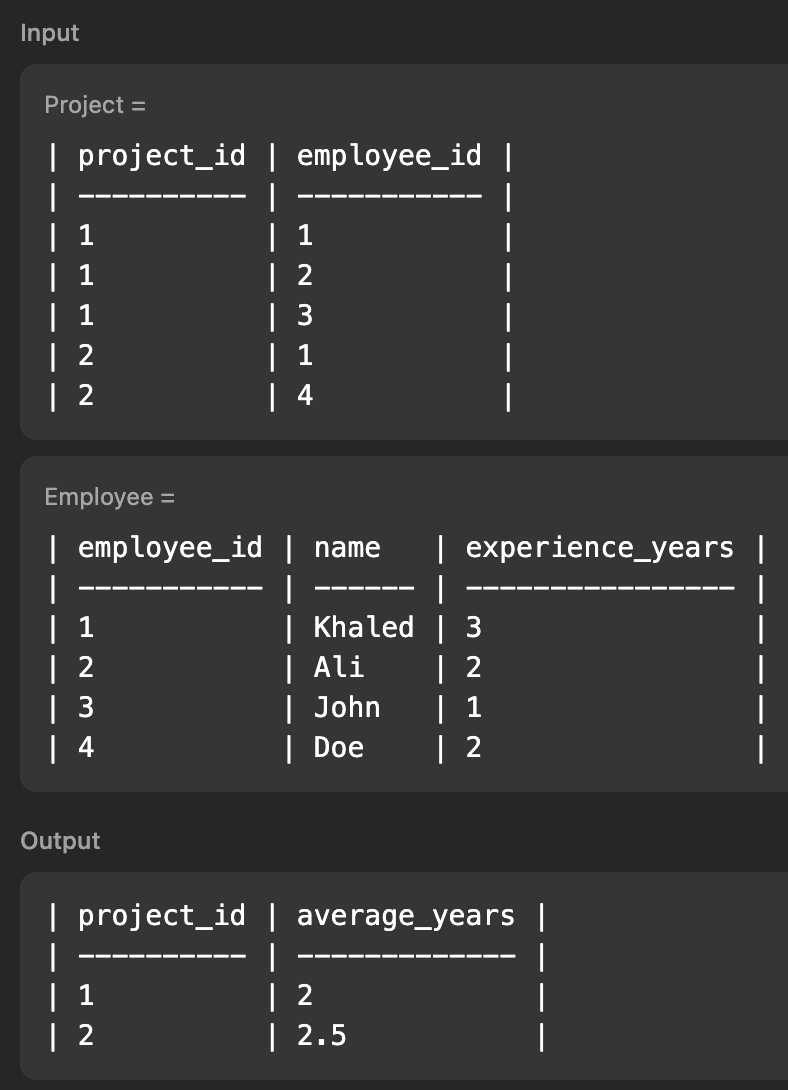 Input
Project =
| project_id | employee_id |
| ---------- | ----------- |
| 1          | 1           |
| 1          | 2           |
| 1          | 3           |
| 2          | 1           |
| 2          | 4           |
Employee =
| employee_id | name   | experience_years |
| ----------- | ------ | ---------------- |
| 1           | Khaled | 3                |
| 2           | Ali    | 2                |
| 3           | John   | 1                |
| 4           | Doe    | 2                |
Output
| project_id | average_years |
| ---------- | ------------- |
| 1          | 2             |
| 2          | 2.5           |